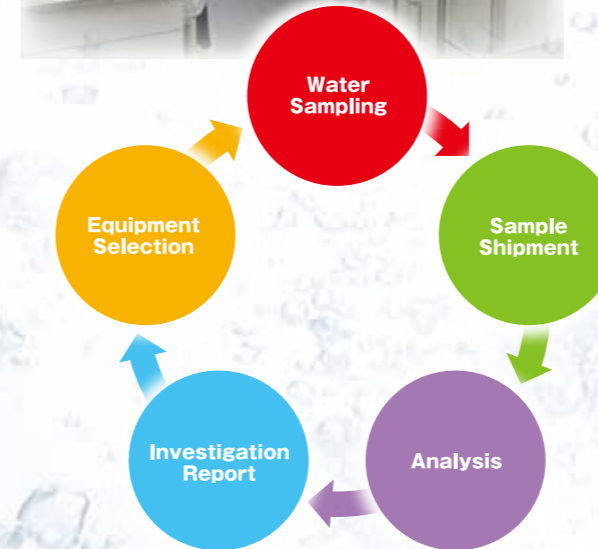 Water
Sampling
Sample
Shipment
Analysis
Investigation
Report
Equipment
Selection